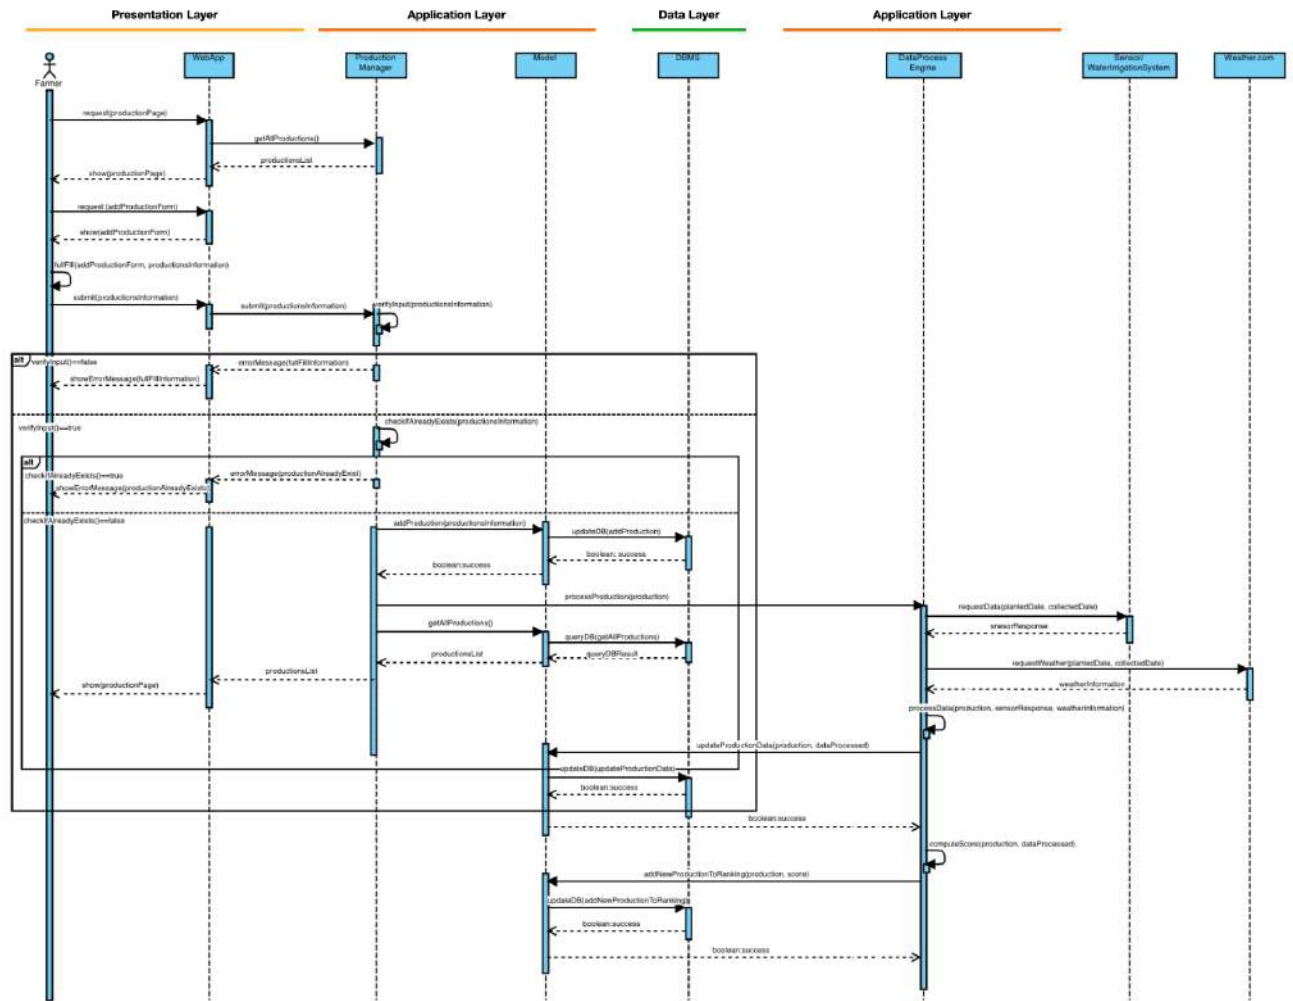 Presentation Layer
Application Layer
Data Layer
Application Layer
Farmer
WebApp
Production
Manager
Model
DBMS
DataProcess
Engine
Sensor/
WaterIrrigationSystem
Weather.com
request(productionPage)
getAllProductions()
productionsList
show(productionPage)
request (addProductionForm)
show(addProductionForm)
fullFill(addProductionForm, productionsInformation)
submit(productionsInformation)
submit(productionsInformation)
verifyInput(productionsInformation)
alt
verifyInput()==false
errorMessage(fullFillInformation)
showErrorMessage(fullFillInformation)
verifyInput()==true
checkIfAlreadyExists(productionsInformation)
alt
checkIfAlreadyExists()==true
errorMessage(productionAlreadyExist)
showErrorMessage(productionAlreadyExists)
checkIfAlreadyExists()==false
addProduction(productionsInformation)
updateDB(addProduction)
boolean: success
boolean:success
processProduction(production)
requestData(plantedDate, collectedDate)
snesorResponse
getAllProductions()
queryDB(getAllProductions)
queryDBResult
productionsList
requestWeather(plantedDate, collectedDate)
productionsList
show(productionPage)
weatherInformation
processData(production, sensorResponse, weatherInformation)
updateProductionData(production, dataProcessed)
updateDB(updateProductionData)
boolean:success
boolean:success
computeScore(production, dataProcessed)
addNewProductionToRanking(production, score)
updateDB(addNewProductionToRanking)
boolean:success
boolean:success